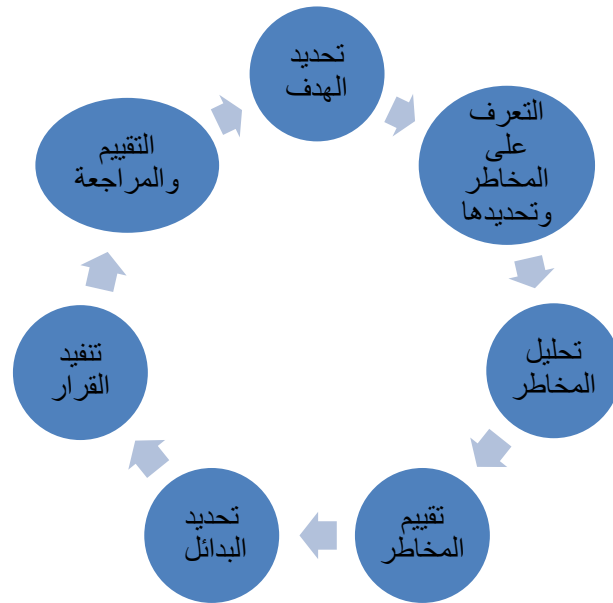 تحديد
الهدف
التعرف
على
المخاطر
وتحديدها
تحليل
المخاطر
تقييم
المخاطر
تحديد
البدائل
تنفيد
القرار
التقييم
والمراجعة